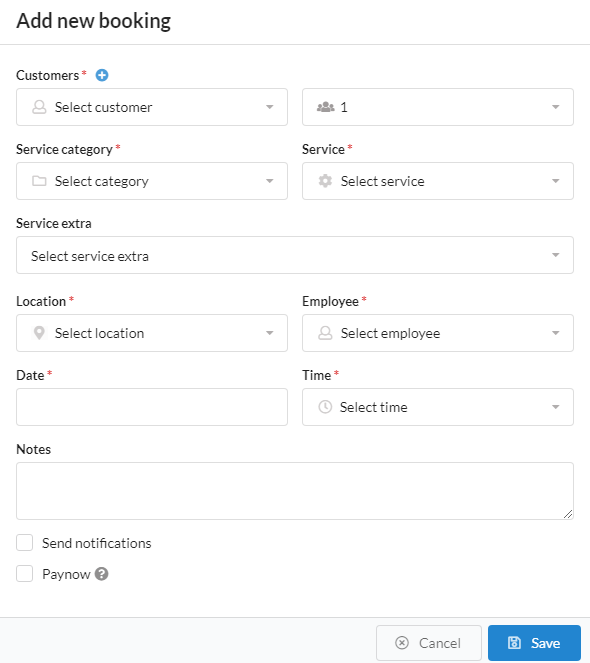 Add new booking
Customers *
Select customer 1
Service category * Service *
Select category Select service
Service extra
Select service extra
Location * Employee *
Select location Select employee
Date * Time *
Select time
Notes
Send notifications
Paynow ?
Cancel Save